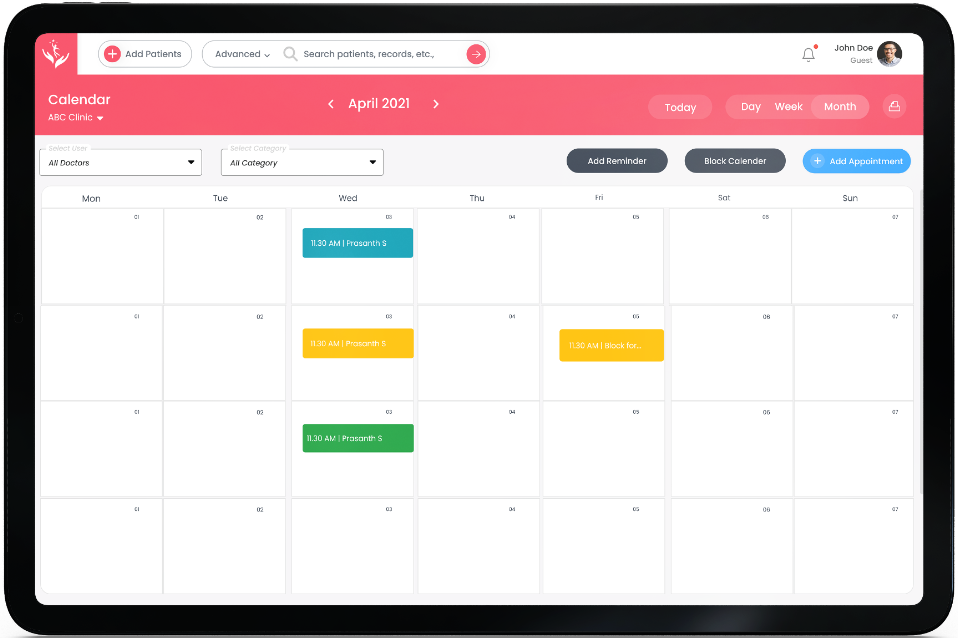 Add Patients
Advanced
Search patients, records, etc.,
John Doe
Guest
Calendar
ABC Clinic
April 2021
Today
Day
Week
Month
Select User
All Doctors
Select Category
All Category
Add Reminder
Block Calender
Add Appointment
Mon Tue Wed Thu Fri Sat Sun
01 02 03 04 05 06 07
11.30 AM | Prasanth S
01 02 03 04 05 06 07
11.30 AM | Prasanth S
11.30 AM | Block for...
01 02 03 04 05 06 07
11.30 AM | Prasanth S
01 02 03 04 05 06 07